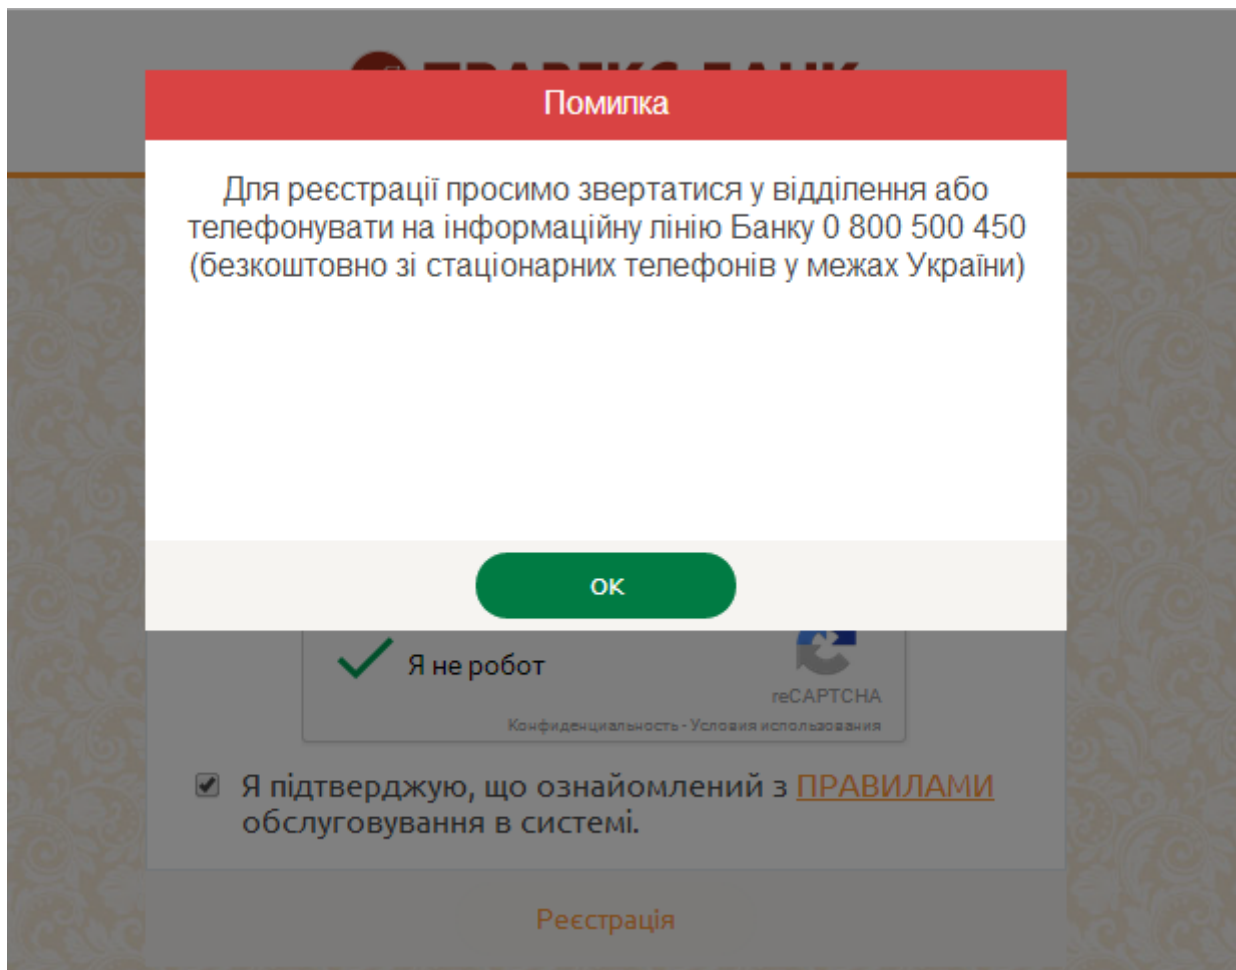 Помилка
Для реєстрації просимо звертатися у відділення або
телефонувати на інформаційну лінію Банку 0 800 500 450
(безкоштовно зі стаціонарних телефонів у межах України)
ОК
Я не робот
reCAPTCHA
Конфиденциальность - Условия использования
Я підтверджую, що ознайомлений з ПРАВИЛАМИ
обслуговування в системі.
Реєстрація